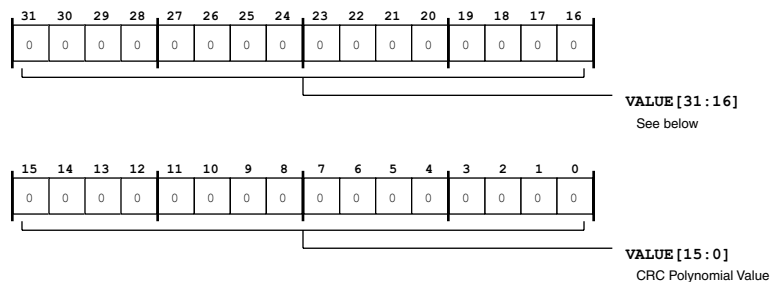 31 30 29 28 27 26 25 24 23 22 21 20 19 18 17 16
0 0 0 0 0 0 0 0 0 0 0 0 0 0 0 0
VALUE[31:16]
See below
15 14 13 12 11 10 9 8 7 6 5 4 3 2 1 0
0 0 0 0 0 0 0 0 0 0 0 0 0 0 0 0
VALUE[15:0]
CRC Polynomial Value